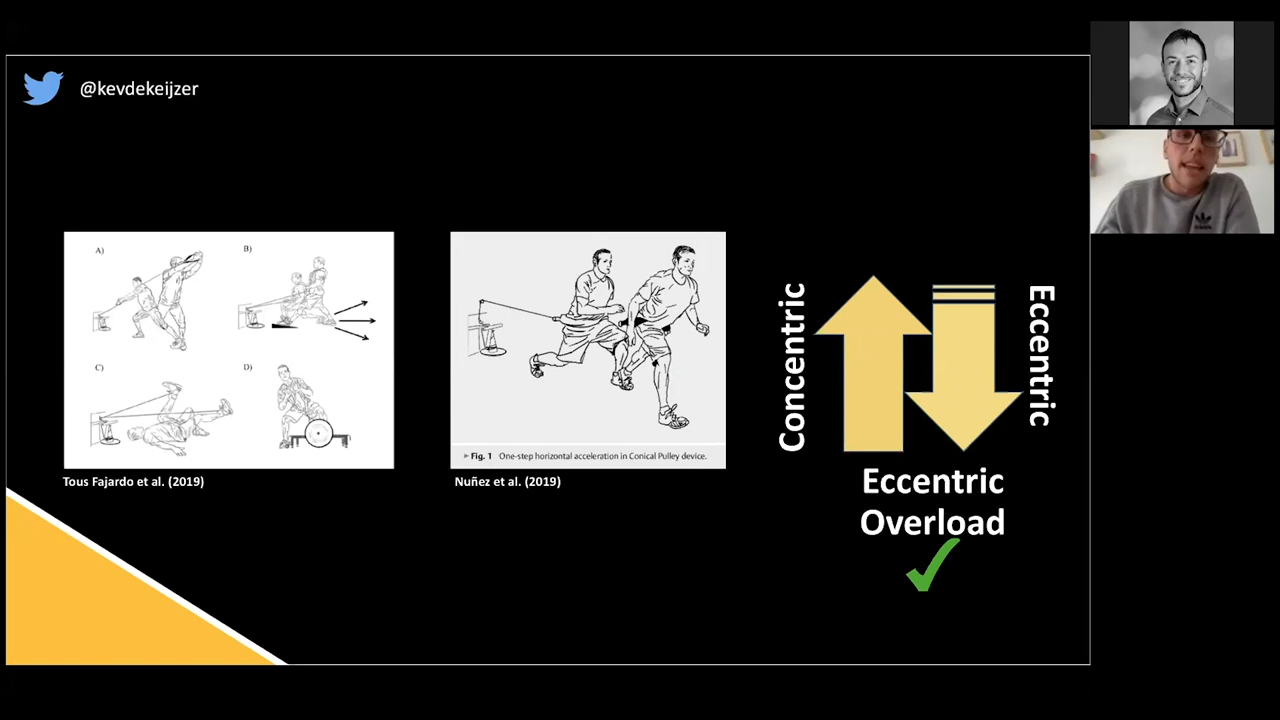 @kevdekeijzer
A)
B)
C)
D)
Tous Fajardo et al. (2019)
Fig. 1 One-step horizontal acceleration in Conical Pulley device.
Nuñez et al. (2019)
Concentric
Eccentric
Eccentric
Overload